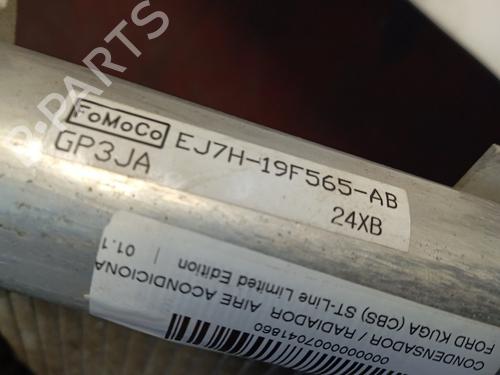 FoMoCo EJ7H-19F565-AB
GP3JA 24XB
CONDENSADOR / RADIADOR AIRE ACONDICIONA
FORD KUGA (CBS) ST-Line Limited Edition | 01.1
0000000007041860
B-PARTS